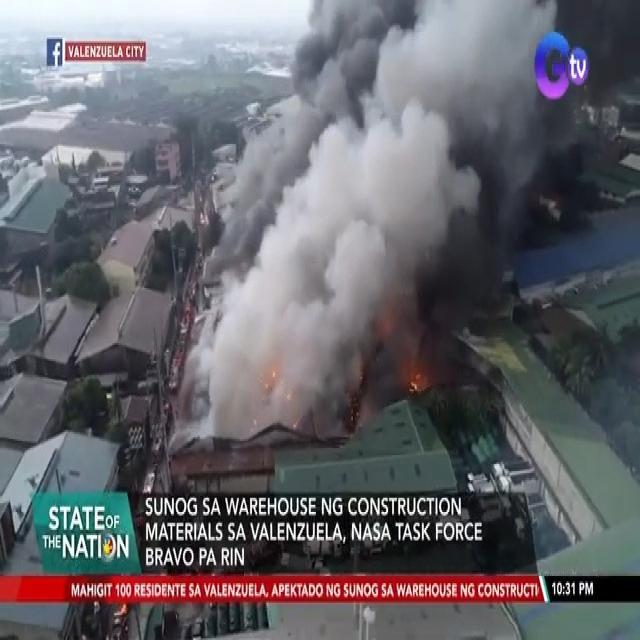 VALENZUELA CITY
Gtv
SUNOG SA WAREHOUSE NG CONSTRUCTION
MATERIALS SA VALENZUELA, NASA TASK FORCE
BRAVO PA RIN
STATE of
THE NATION
MAHIGIT 100 RESIDENTE SA VALENZUELA, APEKTADO NG SUNOG SA WAREHOUSE NG CONSTRUCTI
10:31 PM